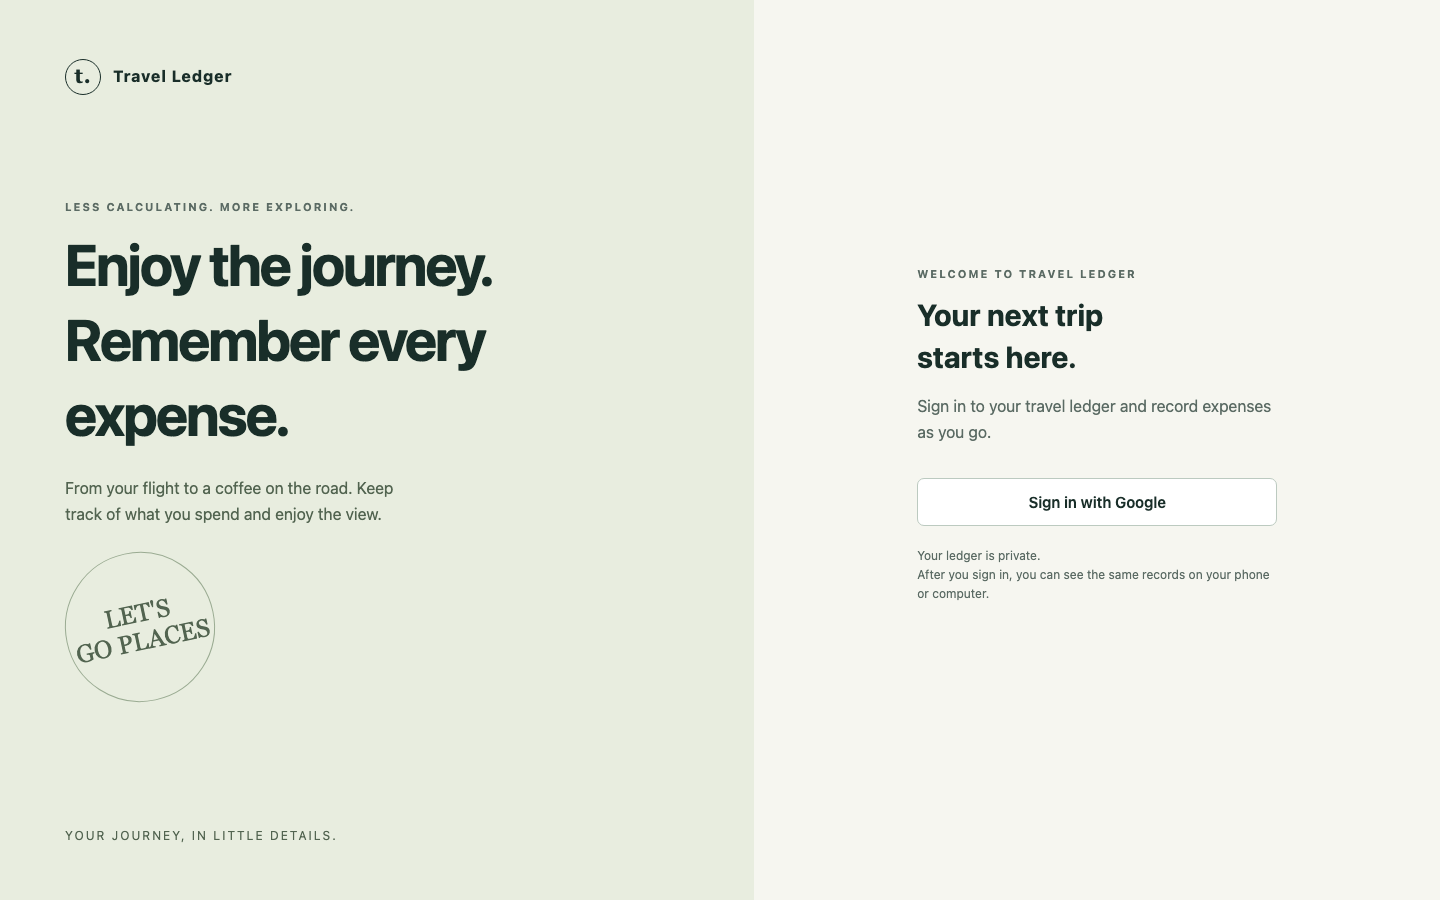 t.
Travel Ledger
LESS CALCULATING. MORE EXPLORING.
Enjoy the journey.
Remember every
expense.
From your flight to a coffee on the road. Keep
track of what you spend and enjoy the view.
LET'S
GO PLACES
YOUR JOURNEY, IN LITTLE DETAILS.
WELCOME TO TRAVEL LEDGER
Your next trip
starts here.
Sign in to your travel ledger and record expenses
as you go.
Sign in with Google
Your ledger is private.
After you sign in, you can see the same records on your phone
or computer.